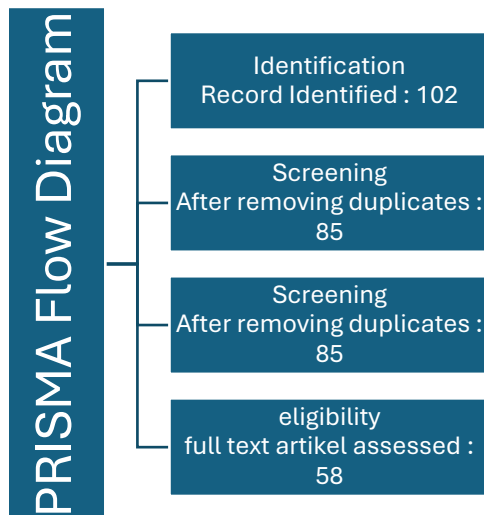 PRISMA Flow Diagram
Identification
Record Identified : 102
Screening
After removing duplicates :
85
Screening
After removing duplicates :
85
eligibility
full text artikel assessed :
58